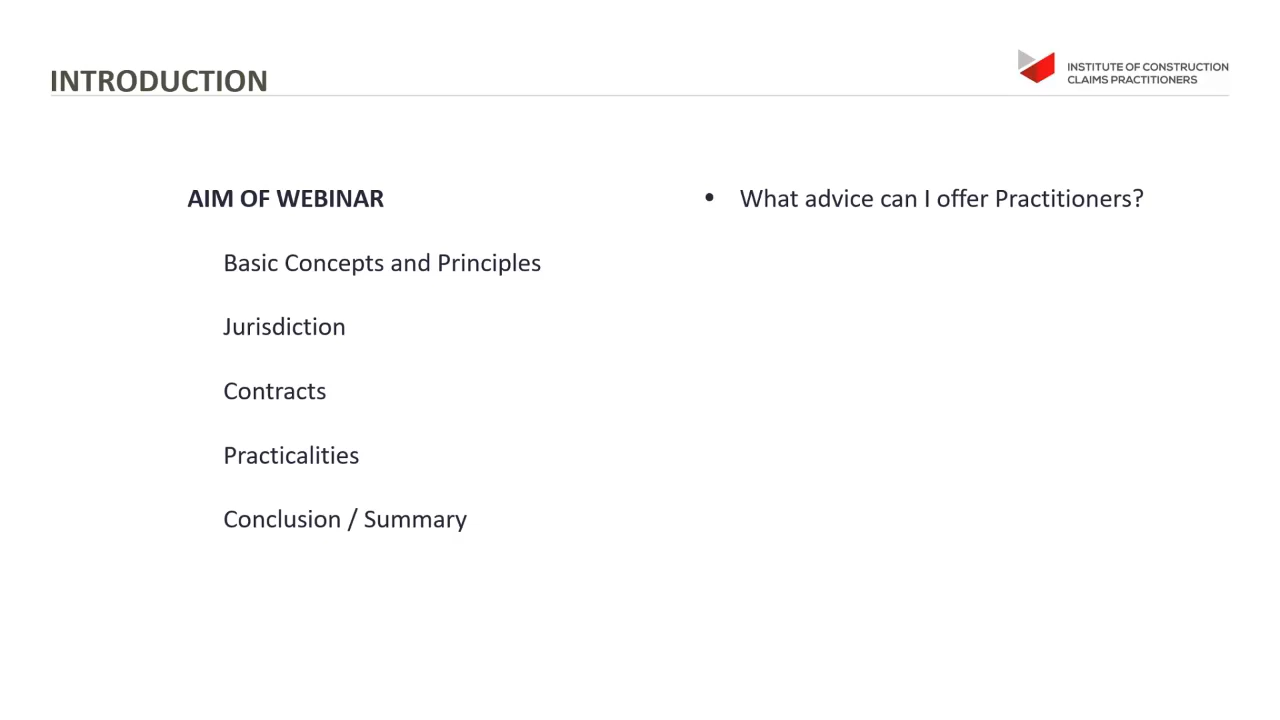 INTRODUCTION
INSTITUTE OF CONSTRUCTION
CLAIMS PRACTITIONERS
AIM OF WEBINAR
Basic Concepts and Principles
Jurisdiction
Contracts
Practicalities
Conclusion / Summary
• What advice can I offer Practitioners?